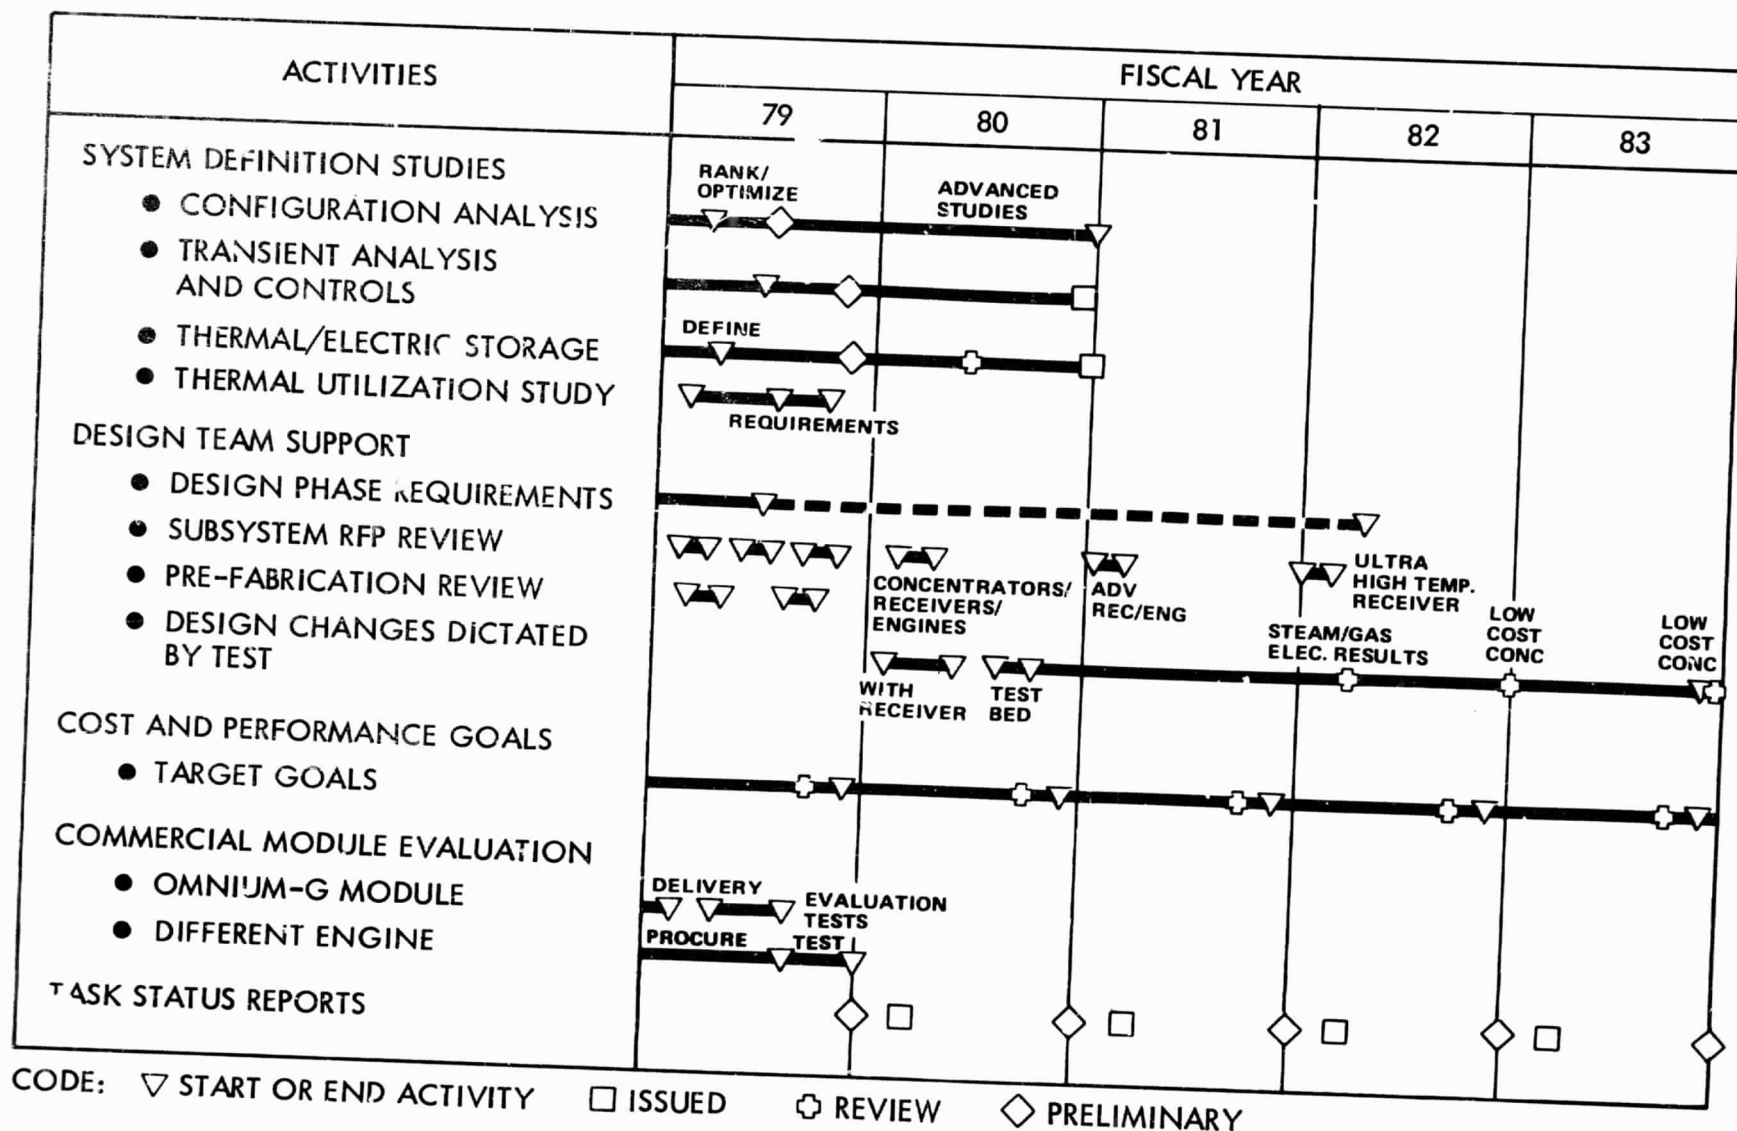 ACTIVITIES
FISCAL YEAR
79 80 81 82 83
SYSTEM DEFINITION STUDIES
RANK/
OPTIMIZE
ADVANCED
STUDIES
• CONFIGURATION ANALYSIS
• TRANSIENT ANALYSIS
AND CONTROLS
DEFINE
• THERMAL/ELECTRIC STORAGE
• THERMAL UTILIZATION STUDY
REQUIREMENTS
DESIGN TEAM SUPPORT
• DESIGN PHASE REQUIREMENTS
• SUBSYSTEM RFP REVIEW
CONCENTRATORS/
RECEIVERS/
ENGINES
ADV
REC/ENG
ULTRA
HIGH TEMP.
RECEIVER
• PRE-FABRICATION REVIEW
• DESIGN CHANGES DICTATED
BY TEST
WITH
RECEIVER
TEST
BED
STEAM/GAS
ELEC. RESULTS
LOW
COST
CONC
LOW
COST
CONC
COST AND PERFORMANCE GOALS
• TARGET GOALS
COMMERCIAL MODULE EVALUATION
• OMNIUM-G MODULE
DELIVERY
EVALUATION
TESTS
• DIFFERENT ENGINE
PROCURE
TEST
TASK STATUS REPORTS
CODE: ▽ START OR END ACTIVITY □ ISSUED REVIEW ◇ PRELIMINARY